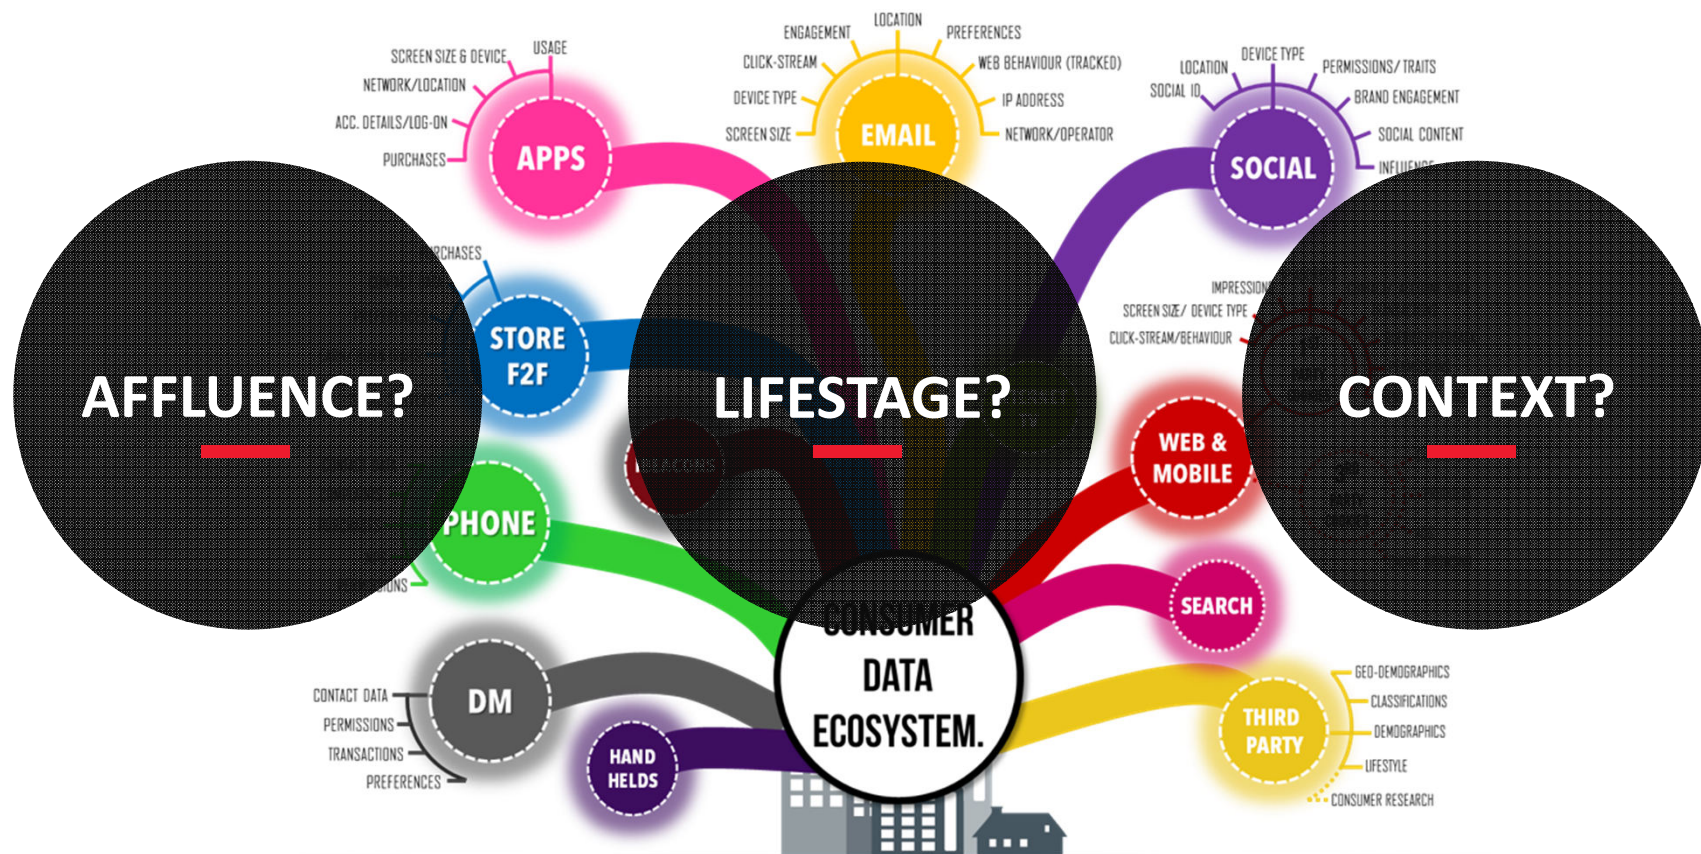 USAGE
SCREEN SIZE & DEVICE
NETWORK/LOCATION
ACC. DETAILS/LOG-ON
PURCHASES
APPS
LOCATION
ENGAGEMENT
PREFERENCES
CLICK-STREAM
WEB BEHAVIOUR (TRACKED)
DEVICE TYPE
IP ADDRESS
SCREEN SIZE
NETWORK/OPERATOR
EMAIL
DEVICE TYPE
LOCATION
PERMISSIONS/ TRAITS
SOCIAL ID
BRAND ENGAGEMENT
SOCIAL CONTENT
INFLUENCE
SOCIAL
STORE
F2F
IMPRESSION
SCREEN SIZE/ DEVICE TYPE
CLICK-STREAM/BEHAVIOUR
AFFLUENCE?
LIFESTAGE?
CONTEXT?
BEACONS
WEB &
MOBILE
PHONE
SEARCH
CONSUMER
DATA
ECOSYSTEM.
DM
CONTACT DATA
PERMISSIONS
TRANSACTIONS
PREFERENCES
HAND
HELDS
THIRD
PARTY
GEO-DEMOGRAPHICS
CLASSIFICATIONS
DEMOGRAPHICS
LIFESTYLE
CONSUMER RESEARCH